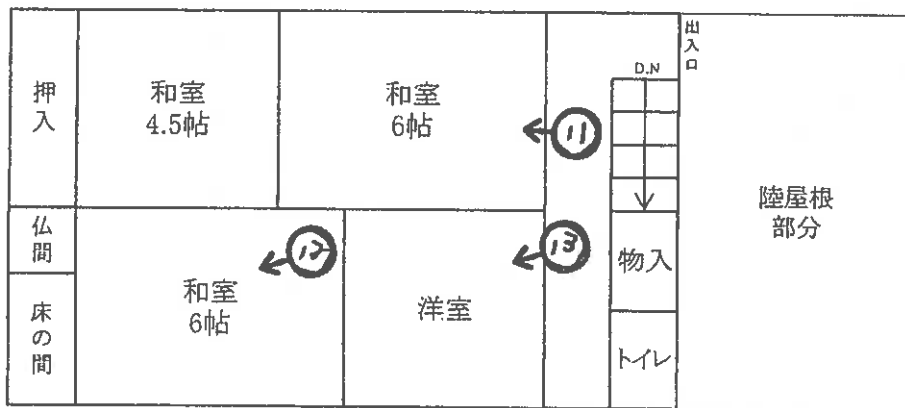 押入
和室
4.5帖
和室
6帖
⑪
D.N
出入口
陸屋根
部分
仏間
床の間
和室
6帖
⑫
洋室
⑬
物入
トイレ